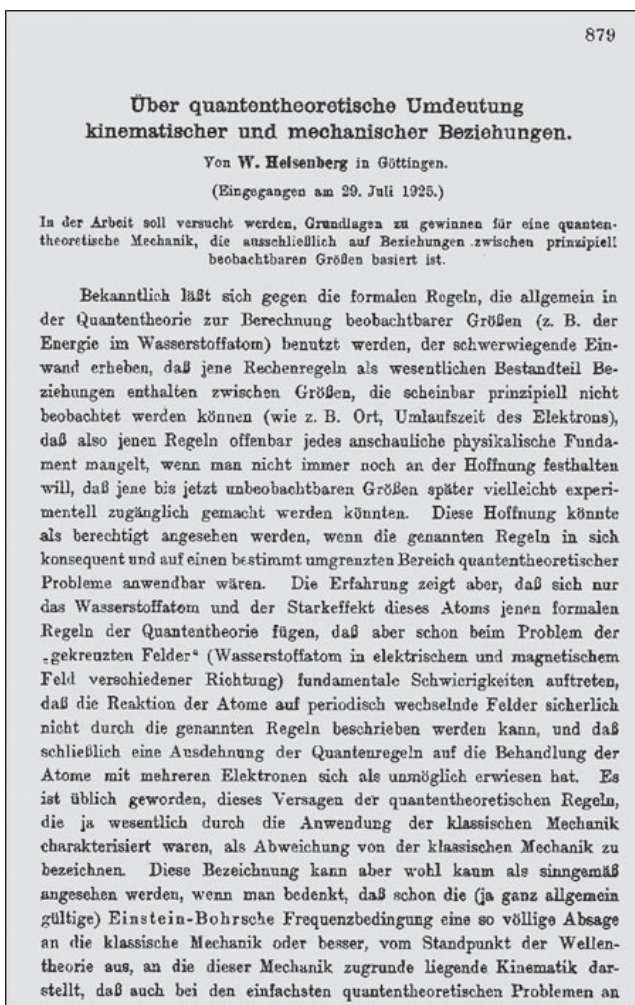 879
Über quantentheoretische Umdeutung
kinematischer und mechanischer Beziehungen.
Von W. Heisenberg in Göttingen.
(Eingegangen am 29. Juli 1925.)
In der Arbeit soll versucht werden, Grundlagen zu gewinnen für eine quanten-
theoretische Mechanik, die ausschließlich auf Beziehungen zwischen prinzipiell
beobachtbaren Größen basiert ist.
Bekanntlich läßt sich gegen die formalen Regeln, die allgemein in
der Quantentheorie zur Berechnung beobachtbarer Größen (z. B. der
Energie im Wasserstoffatom) benutzt werden, der schwerwiegende Ein-
wand erheben, daß jene Rechenregeln als wesentlichen Bestandteil Be-
ziehungen enthalten zwischen Größen, die scheinbar prinzipiell nicht
beobachtet werden können (wie z. B. Ort, Umlaufszeit des Elektrons),
daß also jenen Regeln offenbar jedes anschauliche physikalische Funda-
ment mangelt, wenn man nicht immer noch an der Hoffnung festhalten
will, daß jene bis jetzt unbeobachtbaren Größen später vielleicht experi-
mentell zugänglich gemacht werden könnten. Diese Hoffnung könnte
als berechtigt angesehen werden, wenn die genannten Regeln in sich
konsequent und auf einen bestimmt umgrenzten Bereich quantentheoretischer
Probleme anwendbar wären. Die Erfahrung zeigt aber, daß sich nur
das Wasserstoffatom und der Starkeffekt dieses Atoms jenen formalen
Regeln der Quantentheorie fügen, daß aber schon beim Problem der
„gekreuzten Felder“ (Wasserstoffatom in elektrischem und magnetischem
Feld verschiedener Richtung) fundamentale Schwierigkeiten auftreten,
daß die Reaktion der Atome auf periodisch wechselnde Felder sicherlich
nicht durch die genannten Regeln beschrieben werden kann, und daß
schließlich eine Ausdehnung der Quantenregeln auf die Behandlung der
Atome mit mehreren Elektronen sich als unmöglich erwiesen hat. Es
ist üblich geworden, dieses Versagen der quantentheoretischen Regeln,
die ja wesentlich durch die Anwendung der klassischen Mechanik
charakterisiert waren, als Abweichung von der klassischen Mechanik zu
bezeichnen. Diese Bezeichnung kann aber wohl kaum als sinngemäß
angesehen werden, wenn man bedenkt, daß schon die (ja ganz allgemein
gültige) Einstein-Bohrsche Frequenzbedingung eine so völlige Absage
an die klassische Mechanik oder besser, vom Standpunkt der Wellen-
theorie aus, an die dieser Mechanik zugrunde liegende Kinematik dar-
stellt, daß auch bei den einfachsten quantentheoretischen Problemen an